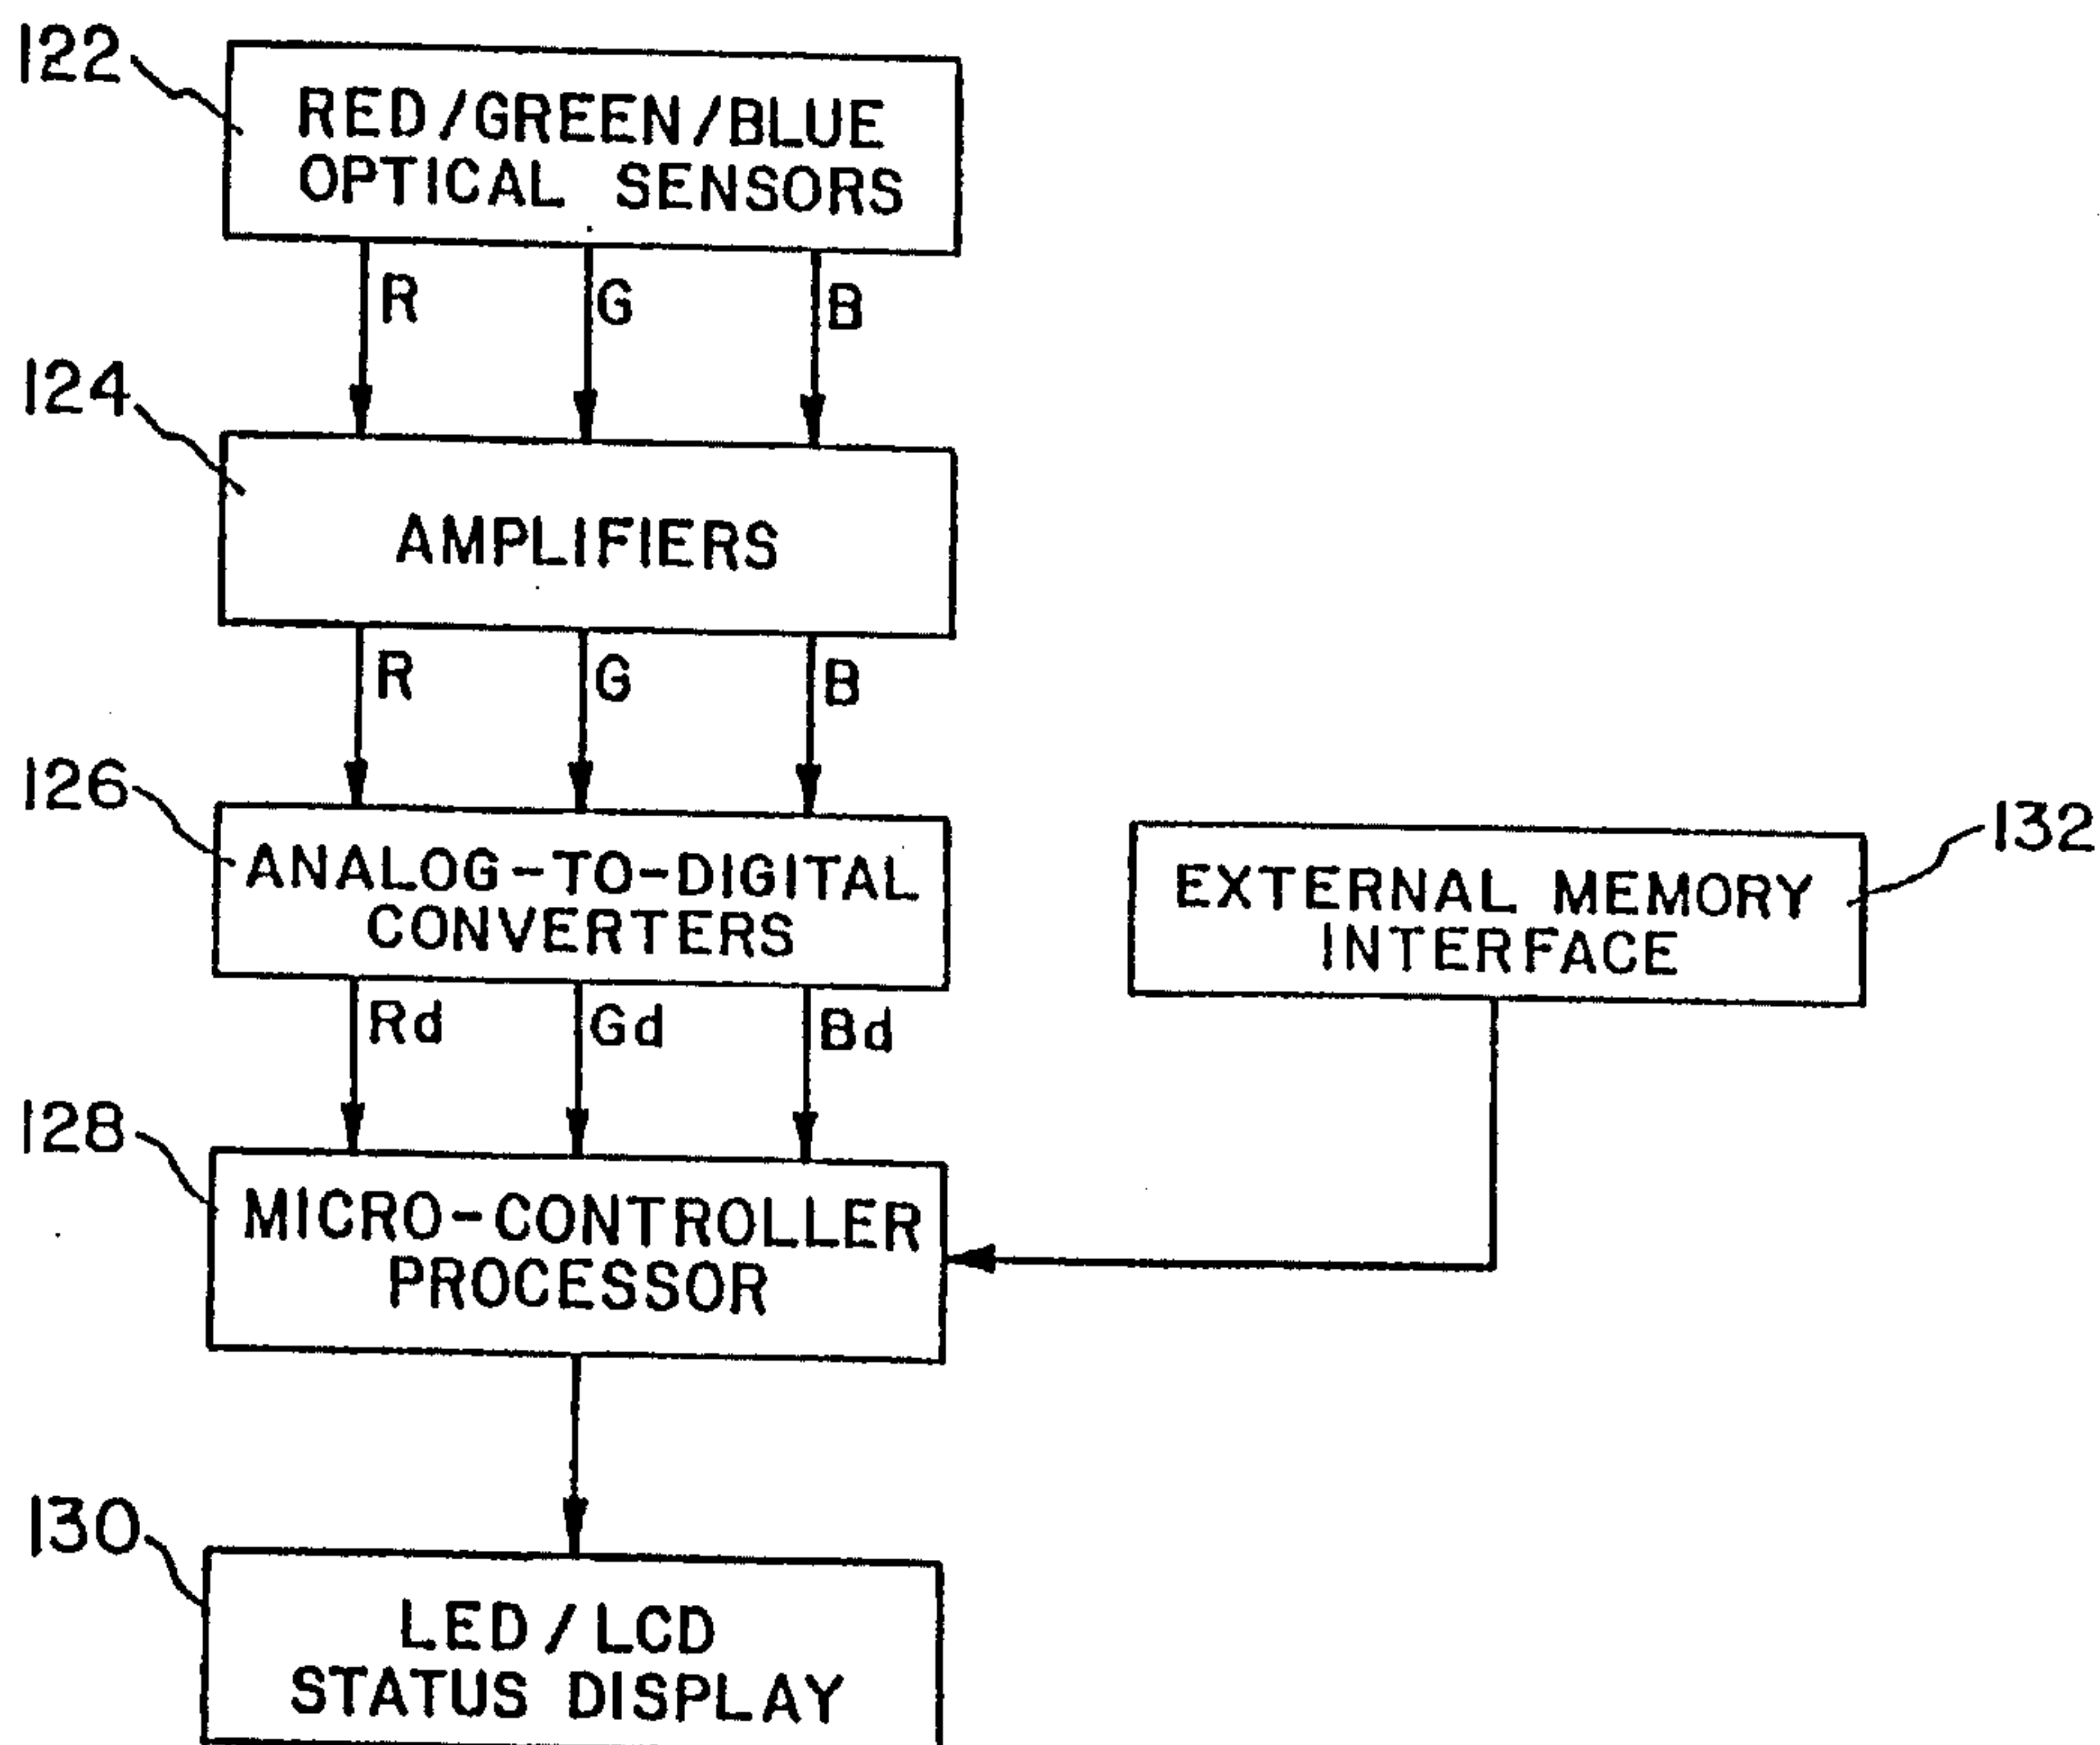 122
RED/GREEN/BLUE
OPTICAL SENSORS
R G B
124
AMPLIFIERS
R G B
126
ANALOG-TO-DIGITAL
CONVERTERS
132
EXTERNAL MEMORY
INTERFACE
Rd Gd Bd
128
MICRO-CONTROLLER
PROCESSOR
130
LED/LCD
STATUS DISPLAY